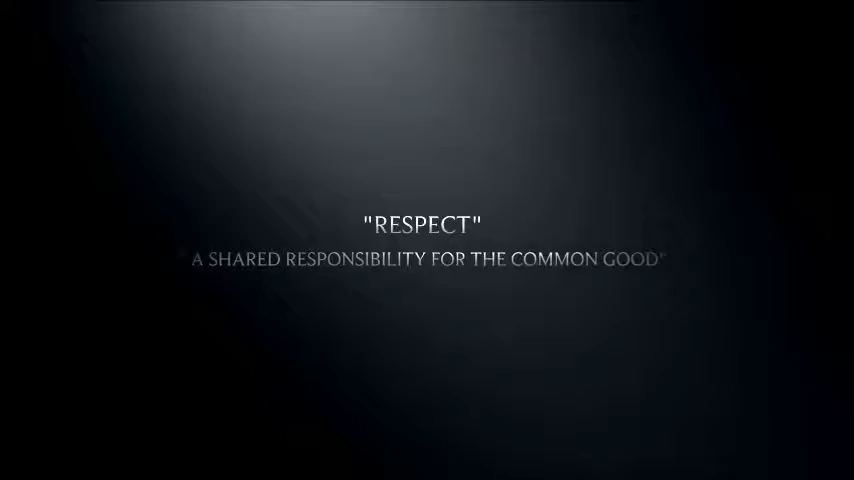 "RESPECT"
"A SHARED RESPONSIBILITY FOR THE COMMON GOOD"